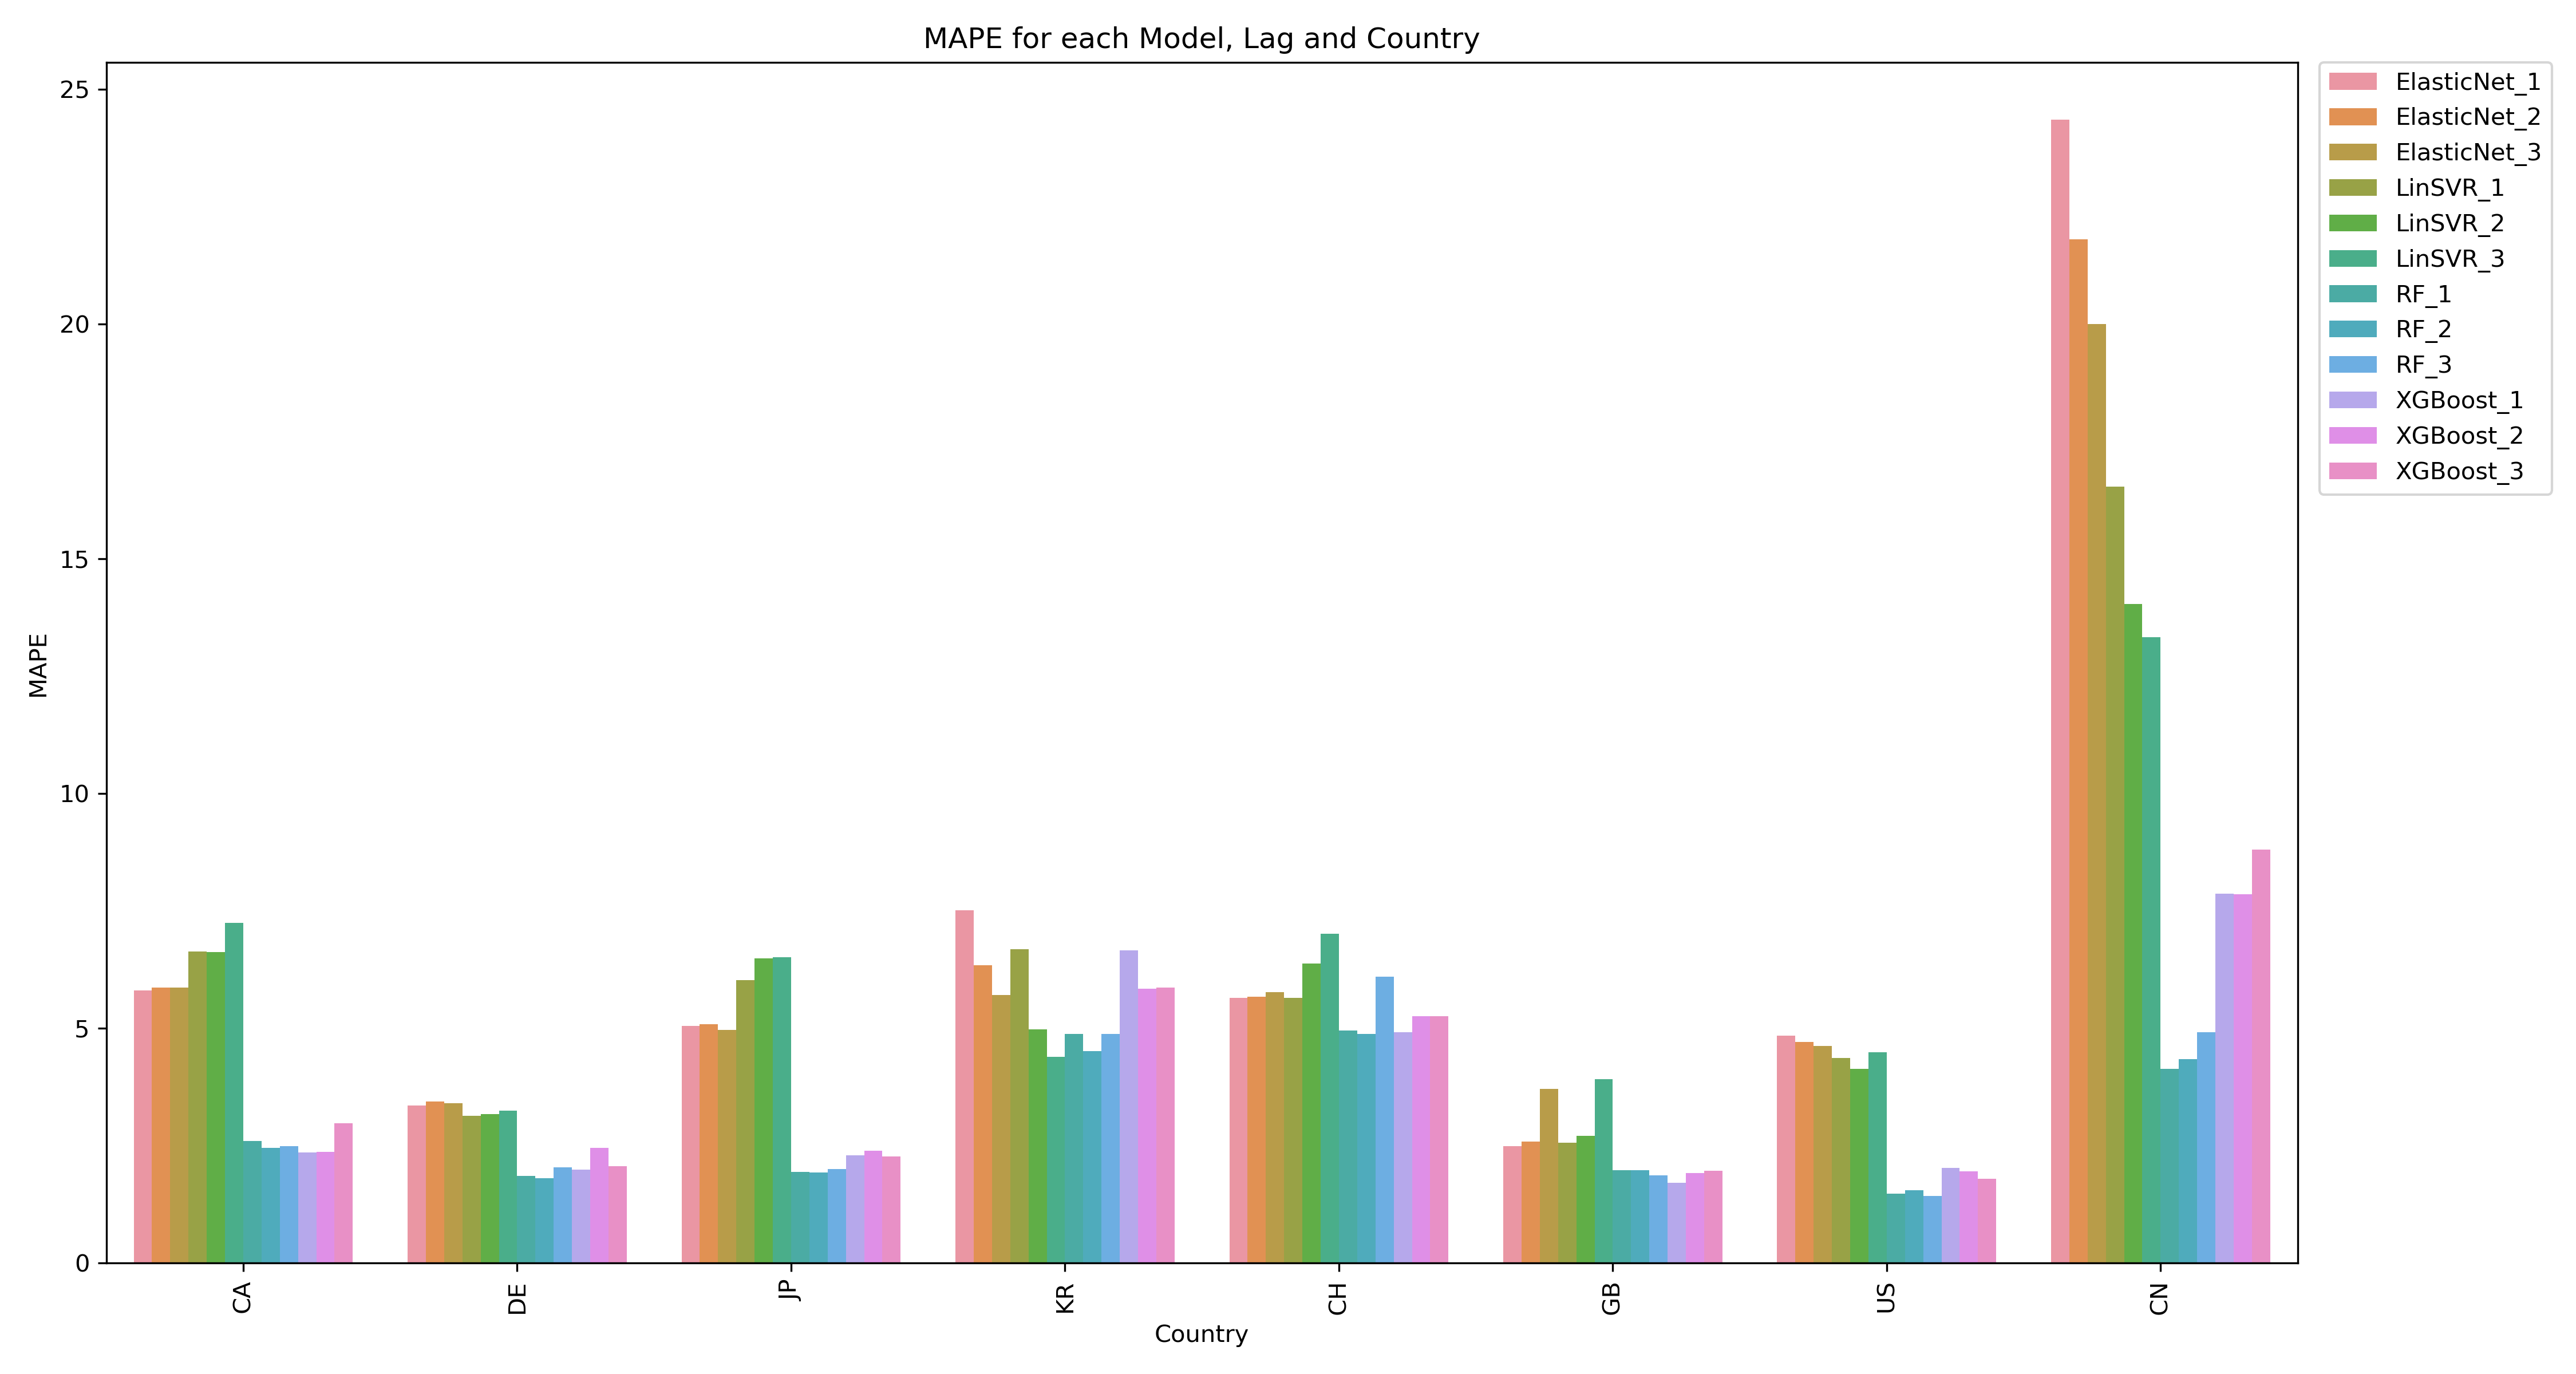 MAPE for each Model, Lag and Country
25
20
15
10
5
0
MAPE
CA
DE
JP
KR
CH
GB
US
CN
Country
ElasticNet_1
ElasticNet_2
ElasticNet_3
LinSVR_1
LinSVR_2
LinSVR_3
RF_1
RF_2
RF_3
XGBoost_1
XGBoost_2
XGBoost_3